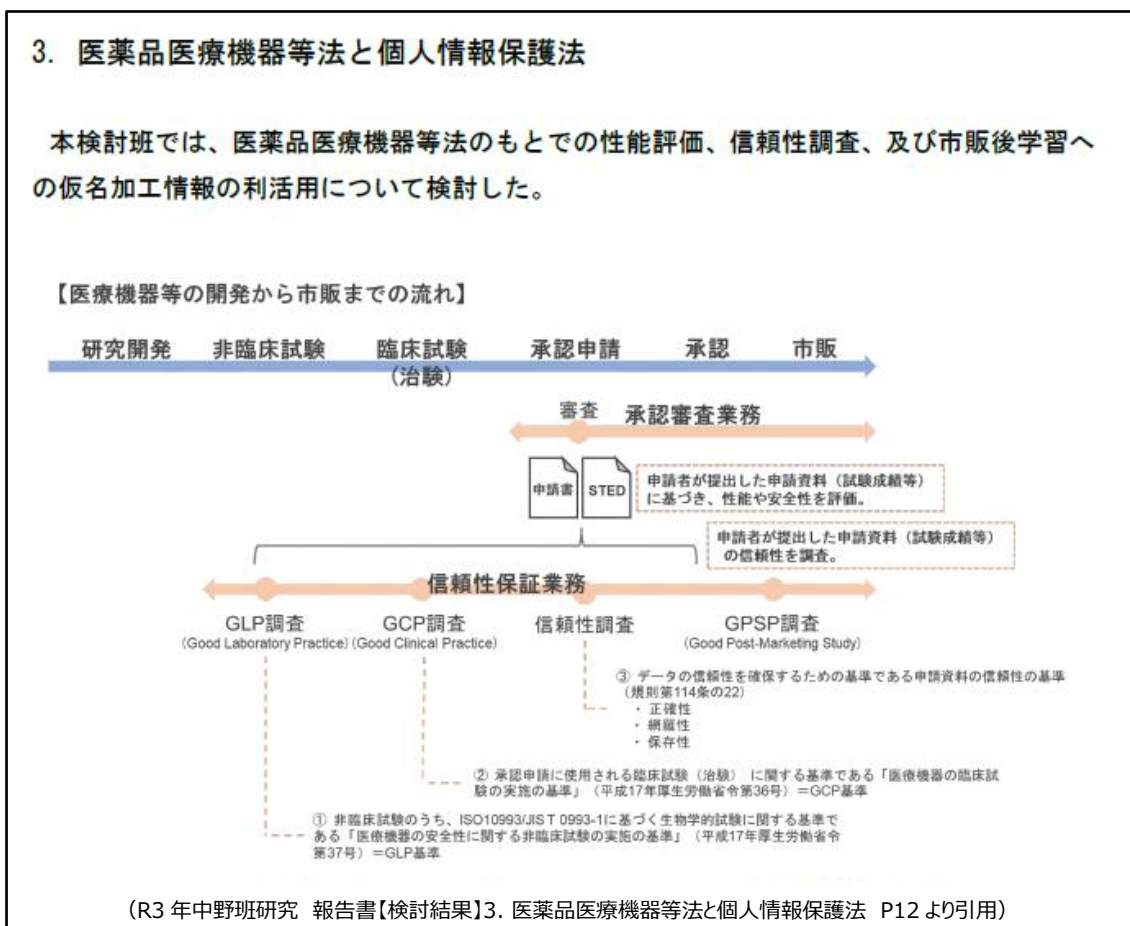 3. 医薬品医療機器等法と個人情報保護法
本検討班では、医薬品医療機器等法のもとでの性能評価、信頼性調査、及び市販後学習へ
の仮名加工情報の利活用について検討した。
【医療機器等の開発から市販までの流れ】
研究開発 非臨床試験 臨床試験 承認申請 承認 市販
(治験)
審査 承認審査業務
申請書 STED
申請者が提出した申請資料(試験成績等)
に基づき、性能や安全性を評価。
申請者が提出した申請資料(試験成績等)
の信頼性を調査。
信頼性保証業務
GLP調査 GCP調査 信頼性調査 GPSP調査
(Good Laboratory Practice) (Good Clinical Practice) (Good Post-Marketing Study)
③ データの信頼性を確保するための基準である申請資料の信頼性の基準
(規則第114条の22)
・正確性
・網羅性
・保存性
② 承認申請に使用される臨床試験(治験) に関する基準である「医療機器の臨床試
験の実施の基準」(平成17年厚生労働省令第36号)=GCP基準
① 非臨床試験のうち、ISO10993/JIS T 0993-1に基づく生物学的試験に関する基準で
ある「医療機器の安全性に関する非臨床試験の実施の基準」(平成17年厚生労働省令
第37号)=GLP基準
(R3 年中野班研究 報告書【検討結果】3. 医薬品医療機器等法と個人情報保護法 P12 より引用)